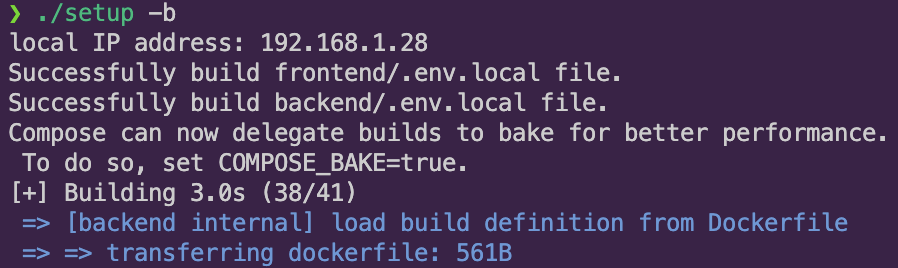 ❯ ./setup -b
local IP address: 192.168.1.28
Successfully build frontend/.env.local file.
Successfully build backend/.env.local file.
Compose can now delegate builds to bake for better performance.
 To do so, set COMPOSE_BAKE=true.
[+] Building 3.0s (38/41)
 => [backend internal] load build definition from Dockerfile
 => => transferring dockerfile: 561B